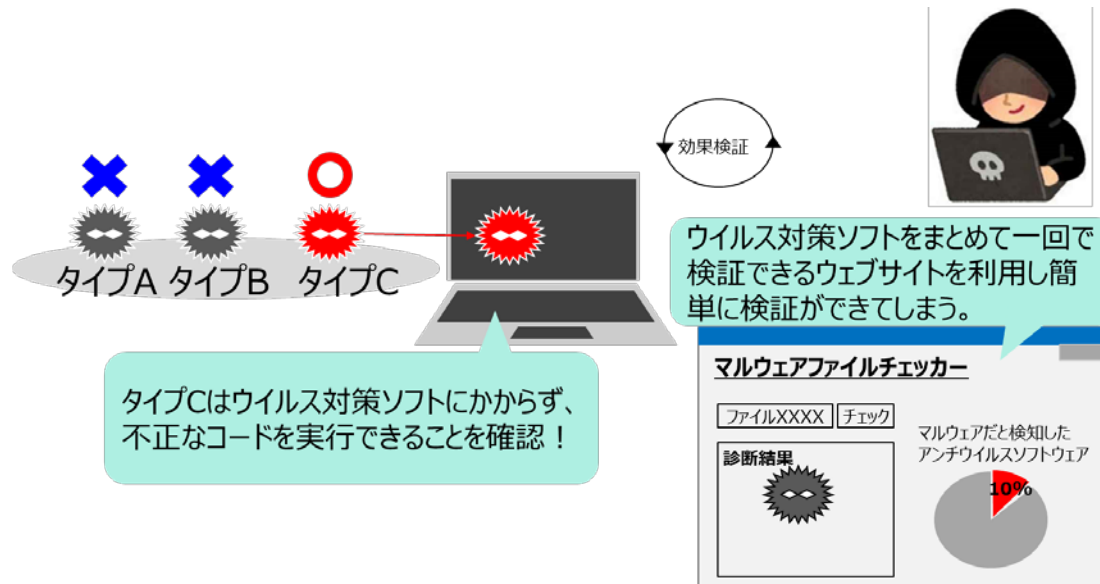 効果検証
タイプA タイプB タイプC
ウイルス対策ソフトをまとめて一回で
検証できるウェブサイトを利用し簡
単に検証ができてしまう。
タイプCはウイルス対策ソフトにかからず、
不正なコードを実行できることを確認！
マルウェアファイルチェッカー
ファイルXXXX チェック
診断結果
マルウェアだと検知した
アンチウイルスソフトウェア
10%